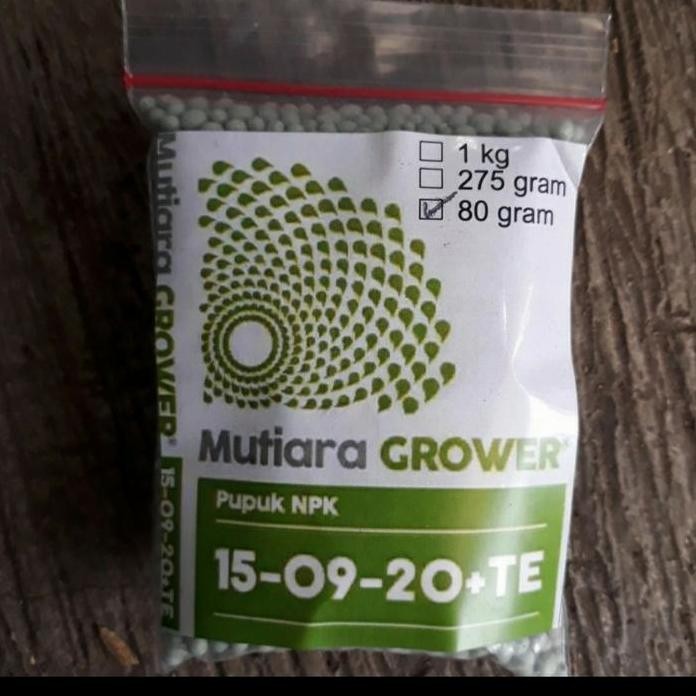 1 kg
275 gram
80 gram
Mutiara GROWER®
Pupuk NPK
15-09-20+TE
Mutiara GROWER®
15-09-20+TE